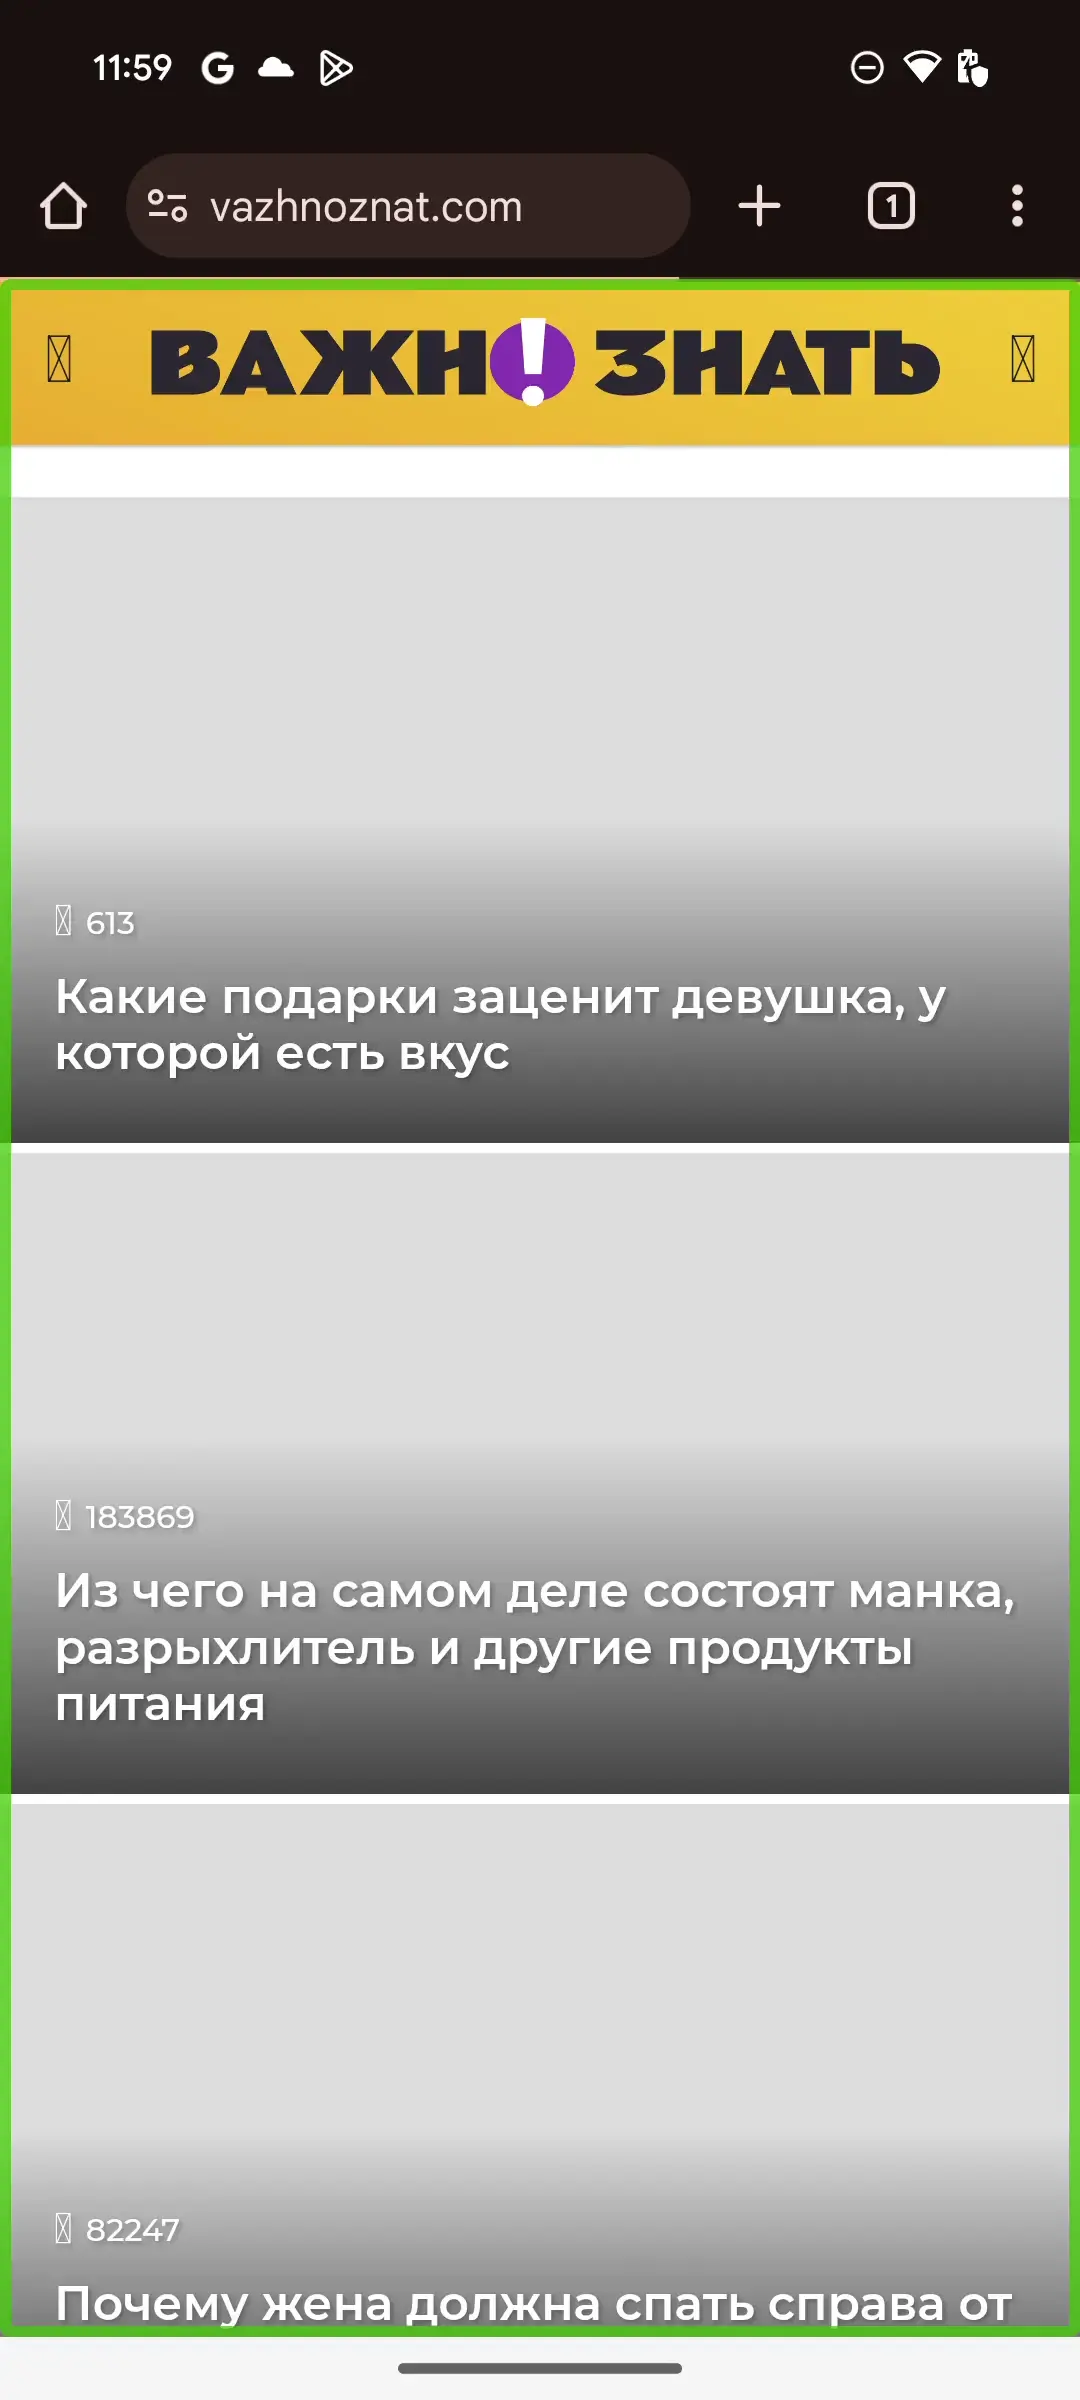 11:59
vazhnoznat.com
1
ВАЖН! ЗНАТЬ
613
Какие подарки заценит девушка, у
которой есть вкус
183869
Из чего на самом деле состоят манка,
разрыхлитель и другие продукты
питания
82247
Почему жена должна спать справа от